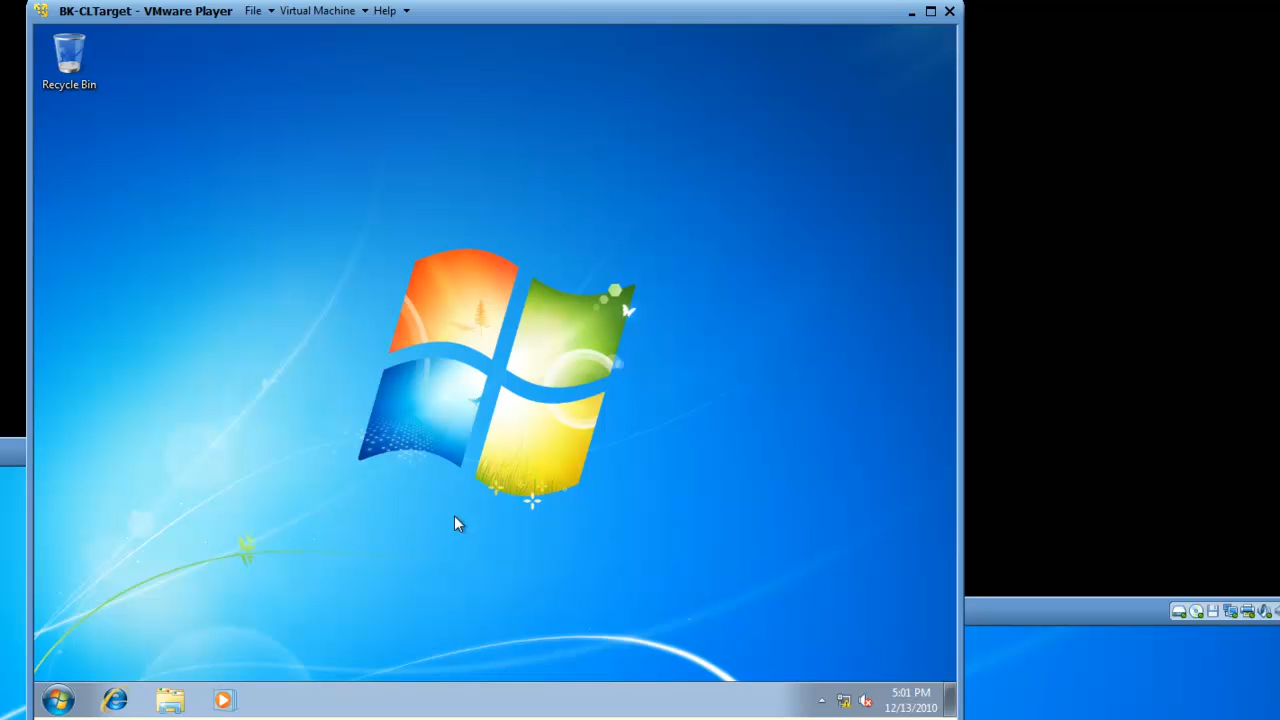 BK-CLTarget - VMware Player File Virtual Machine Help
Recycle Bin
5:01 PM
12/13/2010